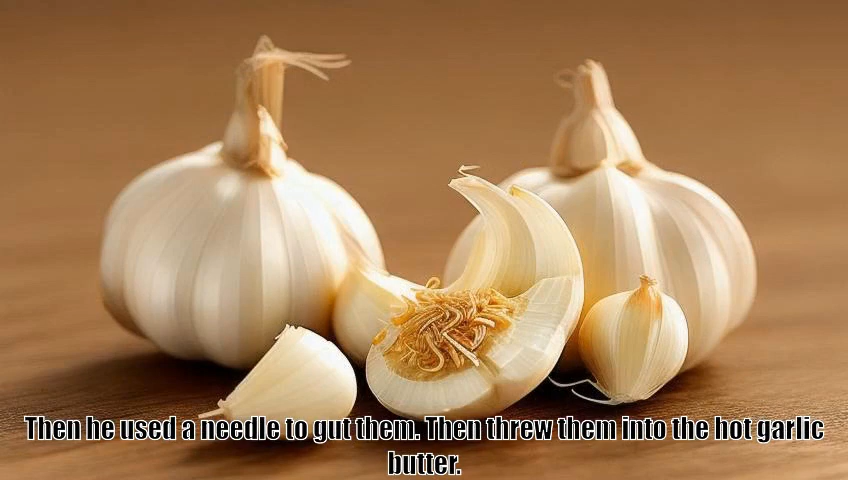 Then he used a needle to gut them. Then threw them into the hot garlic
butter.